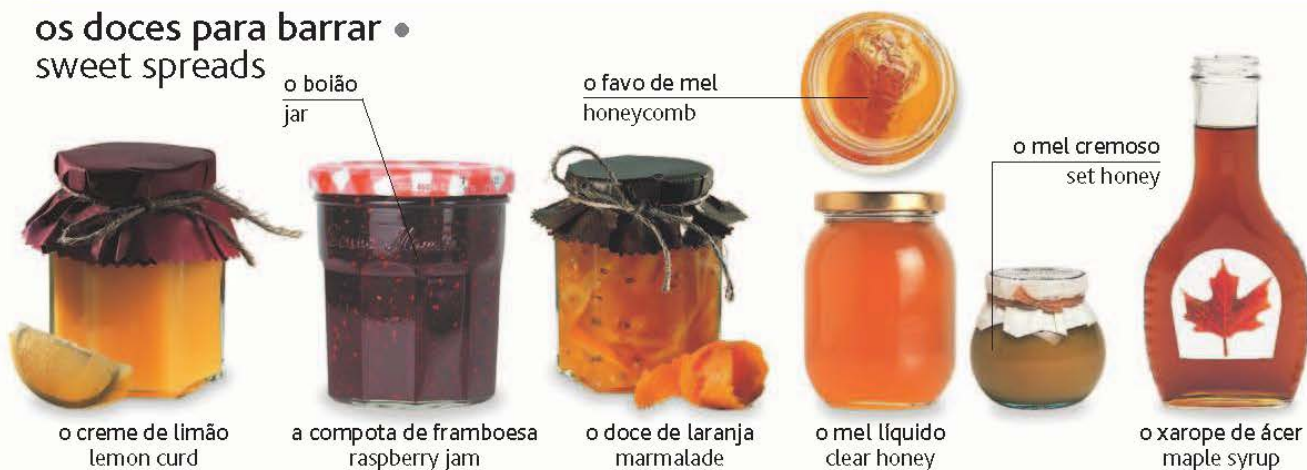 os doces para barrar •
sweet spreads
o boião
jar
o favo de mel
honeycomb
o mel cremoso
set honey
o creme de limão
lemon curd
a compota de framboesa
raspberry jam
o doce de laranja
marmalade
o mel líquido
clear honey
o xarope de ácer
maple syrup